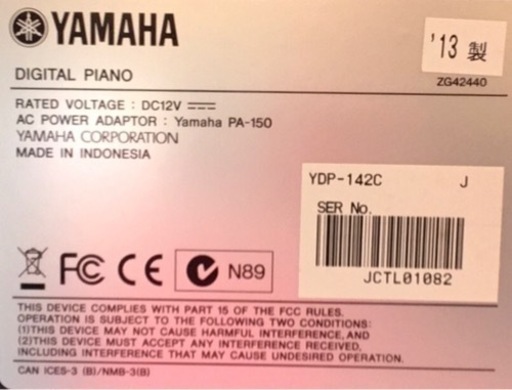 YAMAHA
'13 製
DIGITAL PIANO
ZG42440
RATED VOLTAGE : DC12V
AC POWER ADAPTOR : Yamaha PA-150
YAMAHA CORPORATION
MADE IN INDONESIA
YDP-142C J
SER No.
JCTL01082
FC CE N89
THIS DEVICE COMPLIES WITH PART 15 OF THE FCC RULES.
OPERATION IS SUBJECT TO THE FOLLOWING TWO CONDITIONS:
(1)THIS DEVICE MAY NOT CAUSE HARMFUL INTERFERENCE, AND
(2)THIS DEVICE MUST ACCEPT ANY INTERFERENCE RECEIVED,
INCLUDING INTERFERENCE THAT MAY CAUSE UNDESIRED OPERATION.
CAN ICES-3 (B)/NMB-3(B)